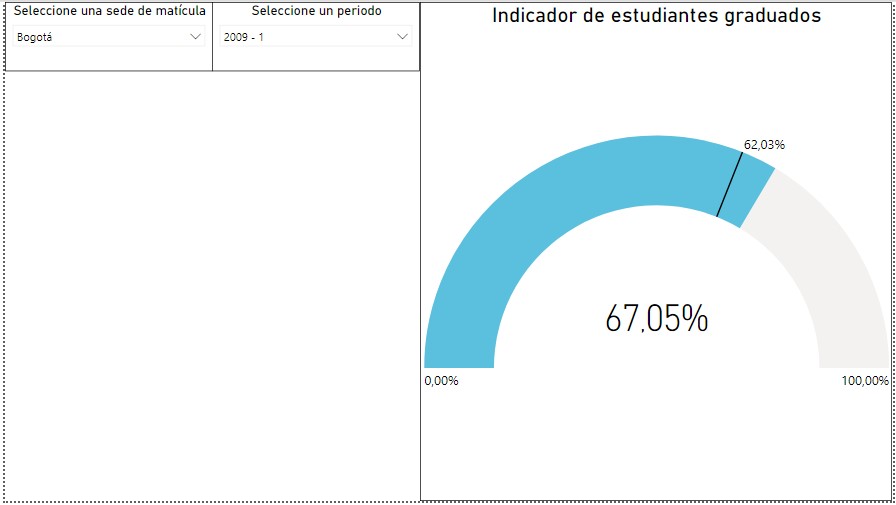 Seleccione una sede de matícula
Bogotá
Seleccione un periodo
2009 - 1
Indicador de estudiantes graduados
62,03%
67,05%
0,00%
100,00%